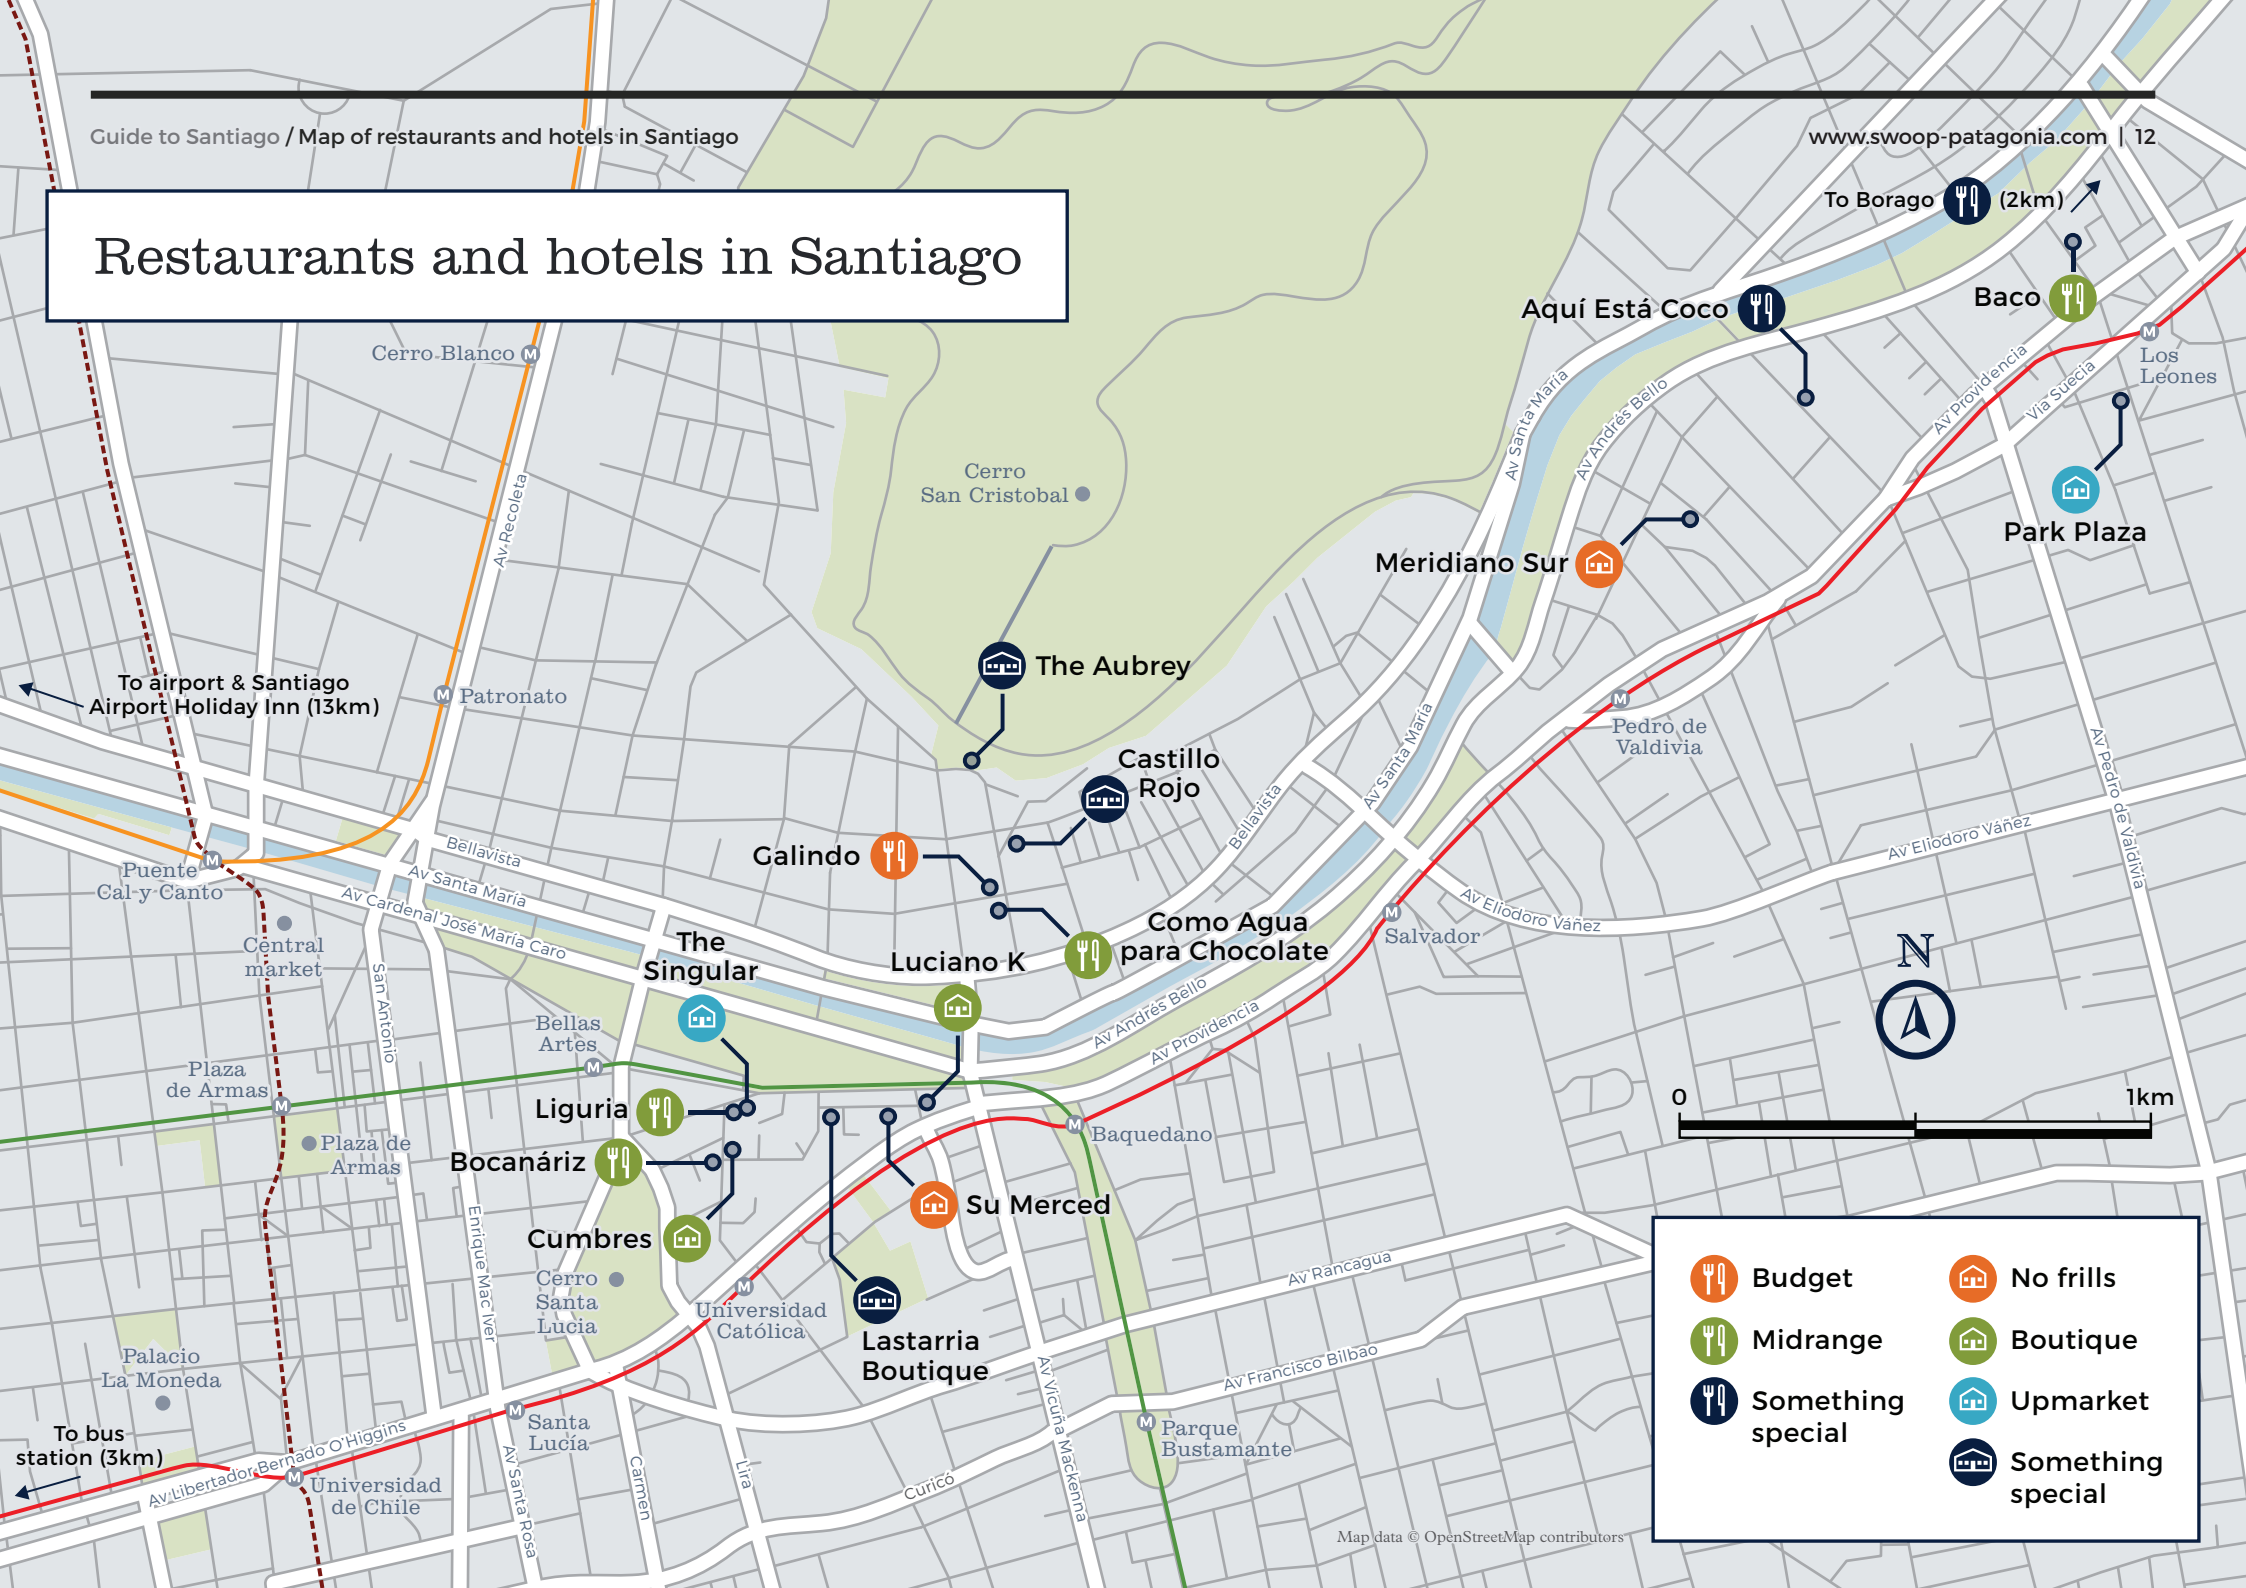 Guide to Santiago / Map of restaurants and hotels in Santiago
www.swoop-patagonia.com | 12
Restaurants and hotels in Santiago
To Borago (2km)
Baco
Aquí Está Coco
Los
Leones
Cerro Blanco M
M
Av Providencia
Via Suecia
Av Santa María
Av Andrés Bello
Av Recoleta
Cerro
San Cristobal
Park Plaza
Meridiano Sur
The Aubrey
To airport & Santiago
Airport Holiday Inn (13km)
M Patronato
M
Pedro de
Valdivia
Av Pedro de Valdivia
Castillo
Rojo
Av Santa María
Bellavista
Galindo
Bellavista
Av Santa María
Av Cardenal José María Caro
M
Puente
Cal y Canto
Av Eliodoro Váñez
Av Eliodoro Váñez
M
Salvador
Central
market
San Antonio
The
Singular
Luciano K
Como Agua
para Chocolate
N
Av Andrés Bello
Av Providencia
Bellas
Artes
M
Plaza
de Armas
M
0 1km
Liguria
M
Baquedano
Plaza de
Armas
Bocanáriz
Su Merced
Enrique Mac Iver
Cumbres
Cerro
Santa
Lucia
M
Universidad
Católica
Av Rancagua
Lastarria
Boutique
Palacio
La Moneda
Av Vicuña Mackenna
Av Francisco Bilbao
M
Santa
Lucía
M
Parque
Bustamante
To bus
station (3km)
Av Libertador Bernado O'Higgins
M
Universidad
de Chile
Av Santa Rosa
Carmen
Lira
Curicó
Budget
Midrange
Something
special
No frills
Boutique
Upmarket
Something
special
Map data © OpenStreetMap contributors